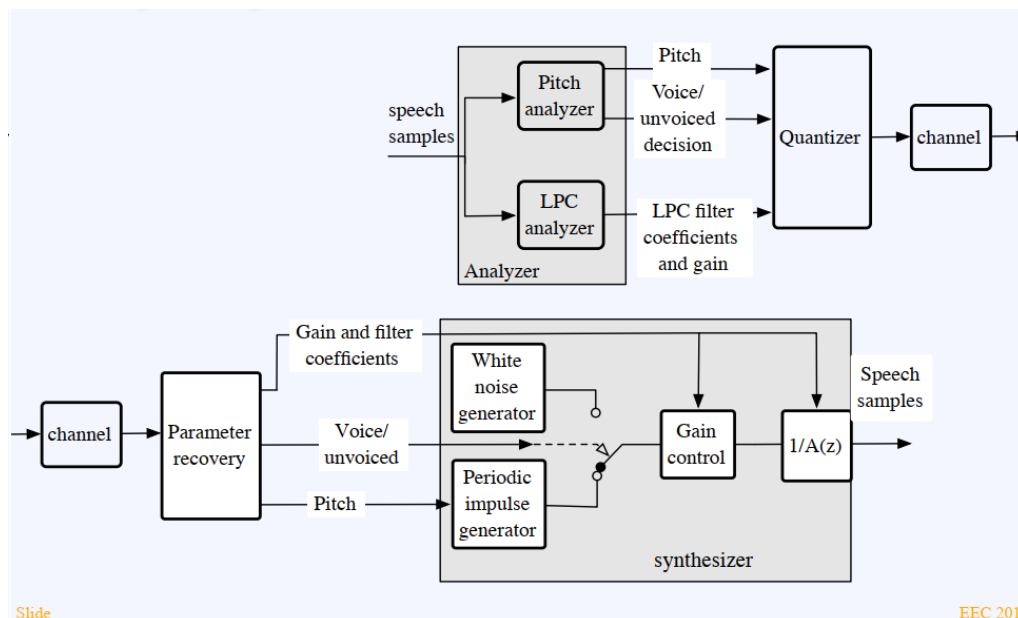 Pitch
Pitch
analyzer
Voice/
unvoiced
decision
speech
samples
Quantizer
channel
LPC
analyzer
LPC filter
coefficients
and gain
Analyzer
Gain and filter
coefficients
White
noise
generator
Speech
samples
channel
Parameter
recovery
Voice/
unvoiced
Gain
control
1/A(z)
Pitch
Periodic
impulse
generator
synthesizer
Slide
EEC 201